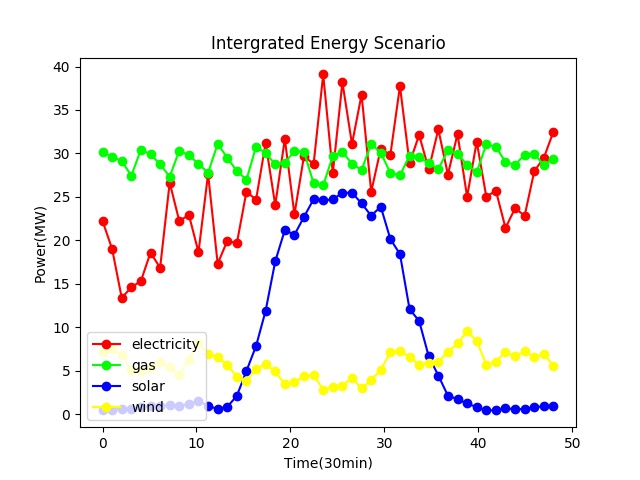 Intergrated Energy Scenario
Power(MW)
40
35
30
25
20
15
10
5
0
electricity
gas
solar
wind
0 10 20 30 40 50
Time(30min)